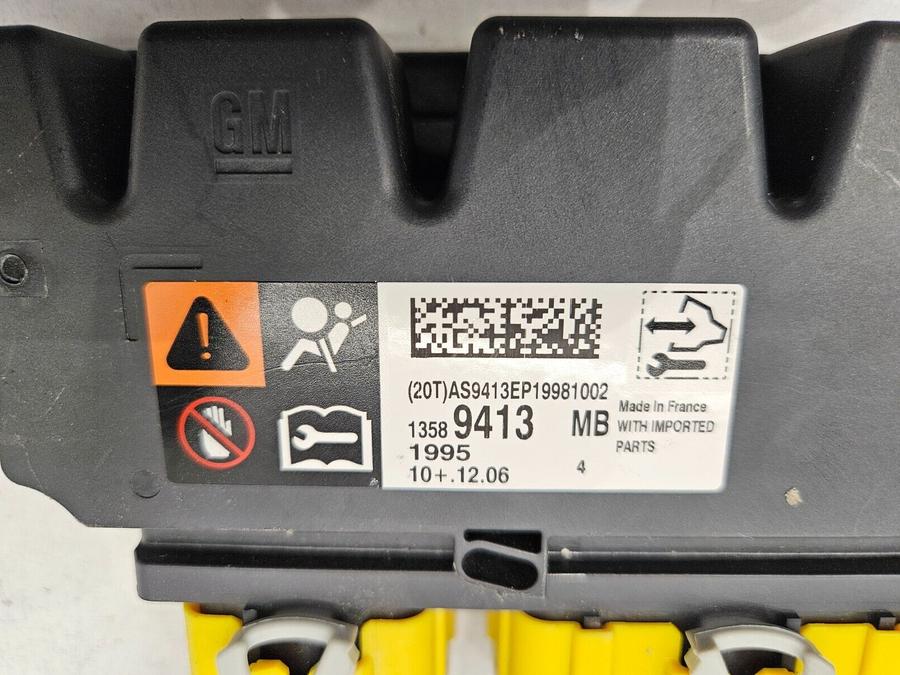 GM
(20T)AS9413EP19981002
1358 9413 MB
1995
10+.12.06 4
Made In France
WITH IMPORTED
PARTS